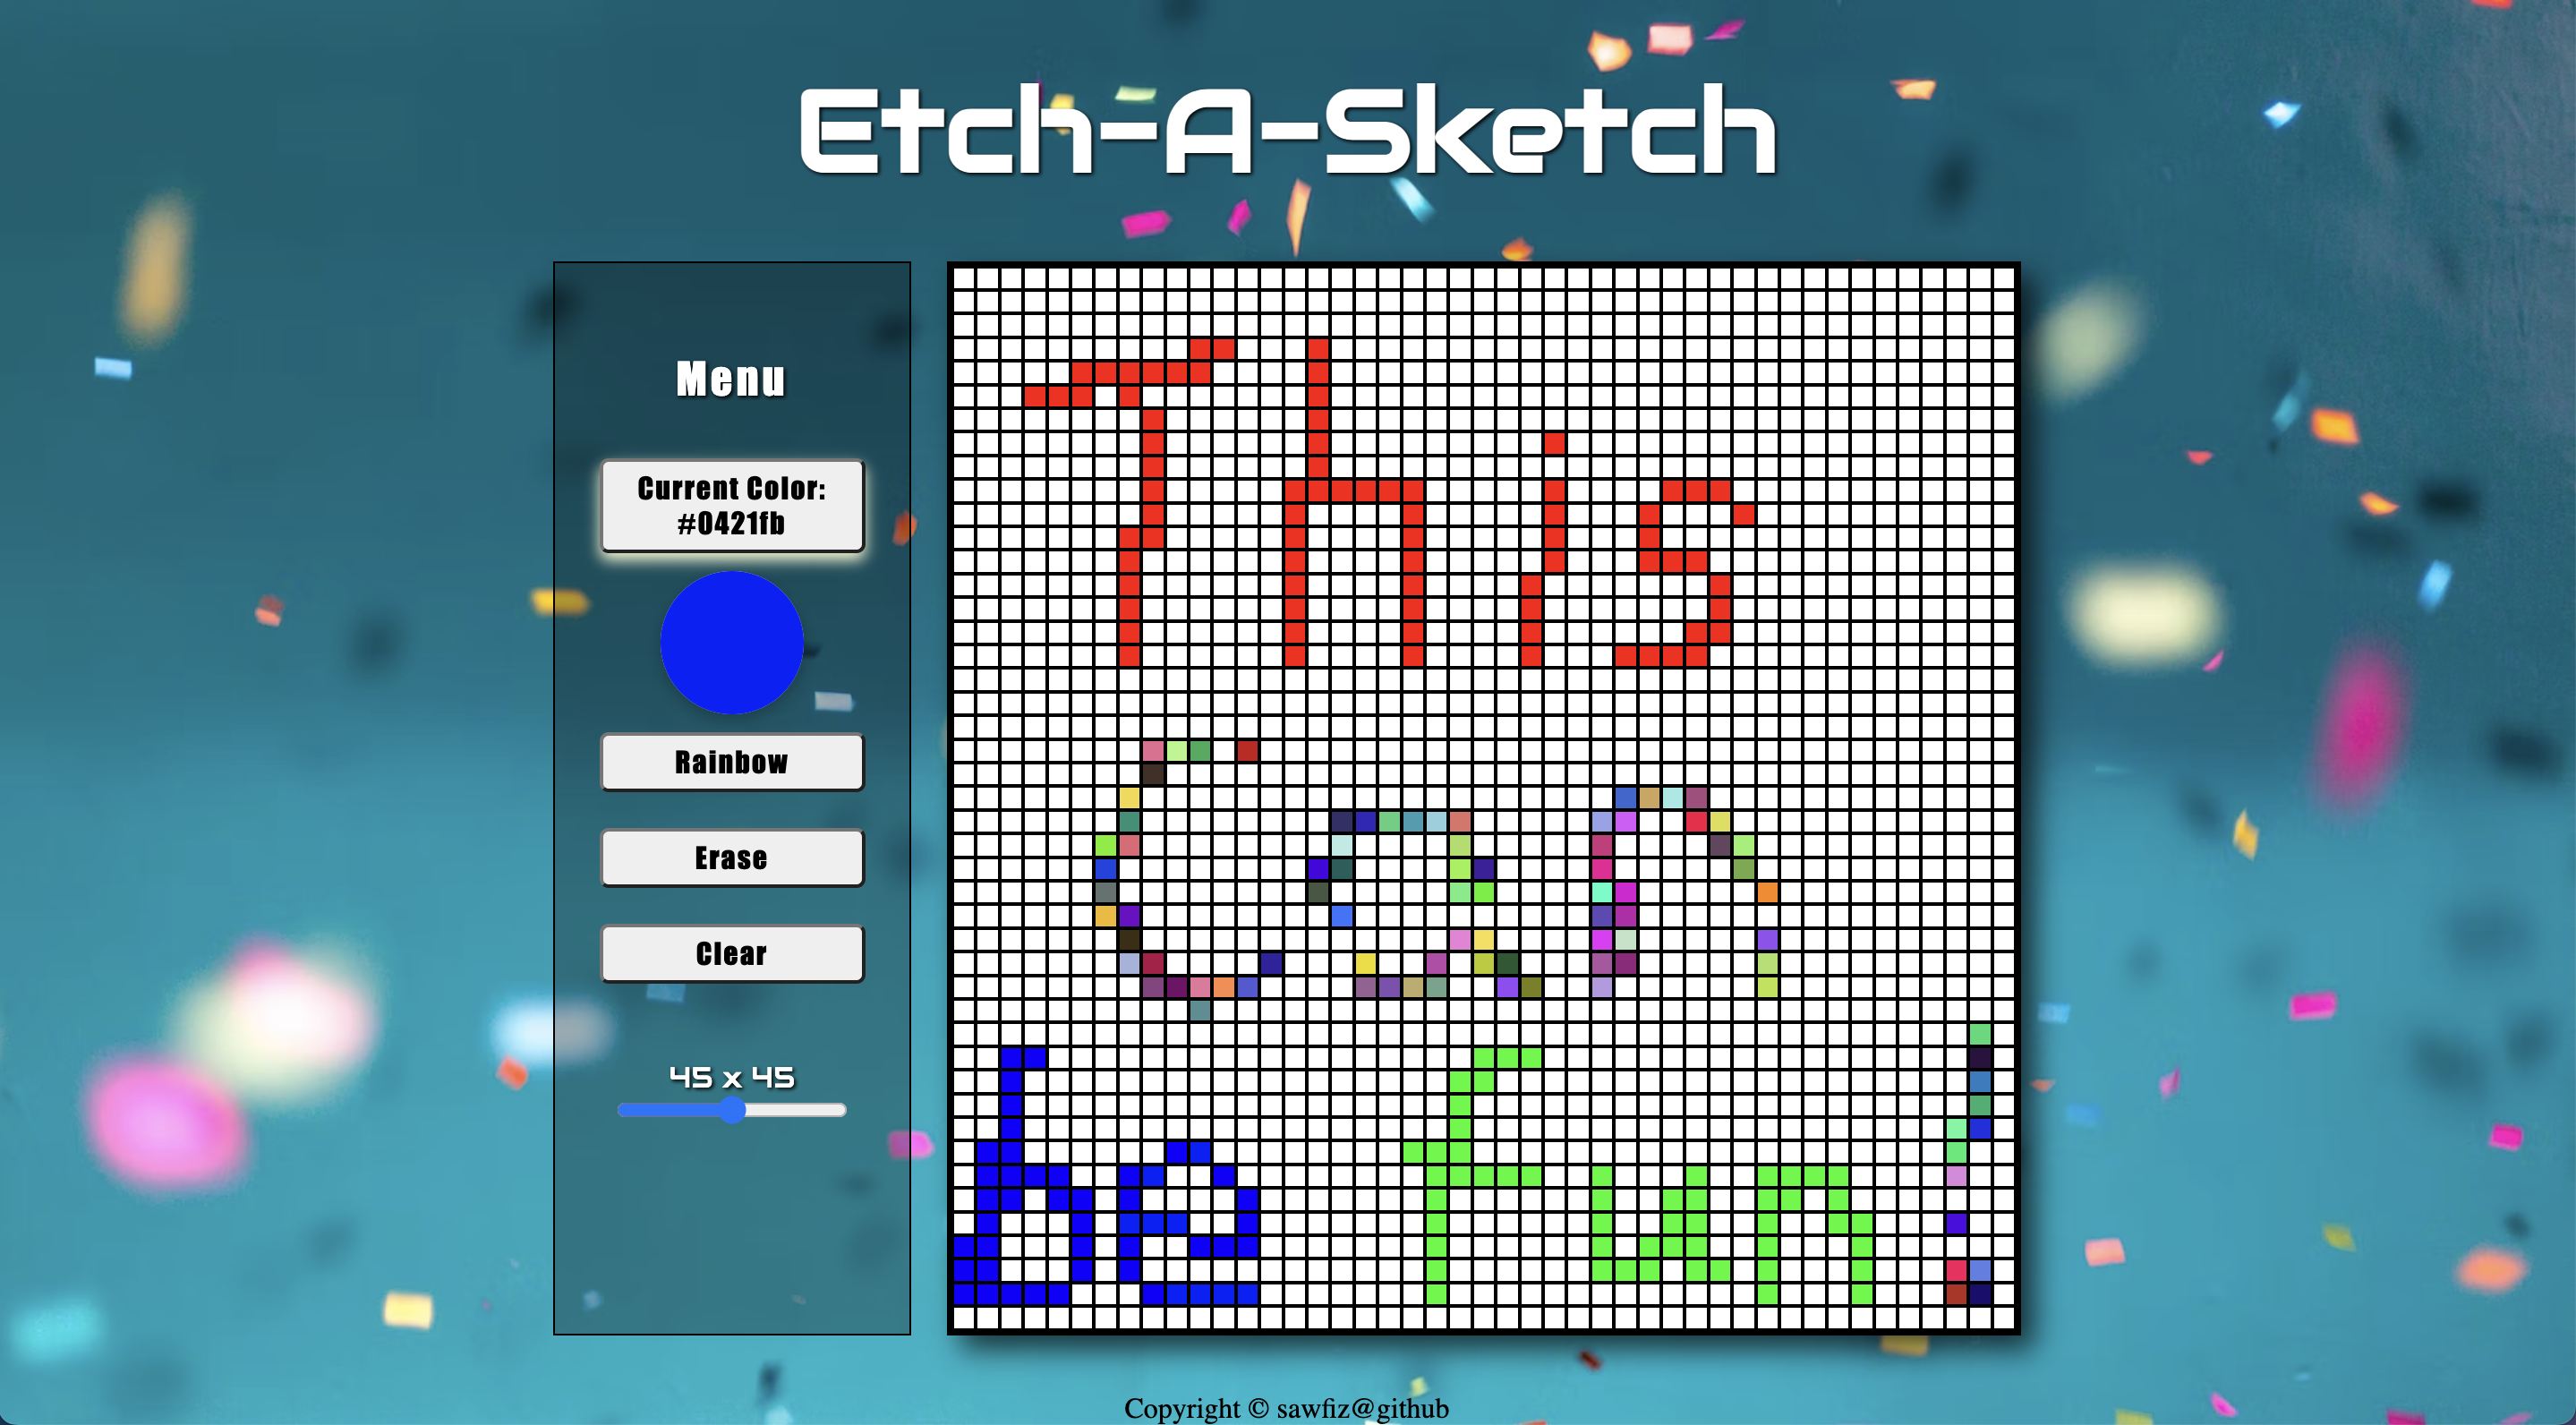 Etch-A-Sketch
Menu
Current Color:
#0421fb
Rainbow
Erase
Clear
45 x 45
This
Can
be fun!
Copyright © sawfiz@github